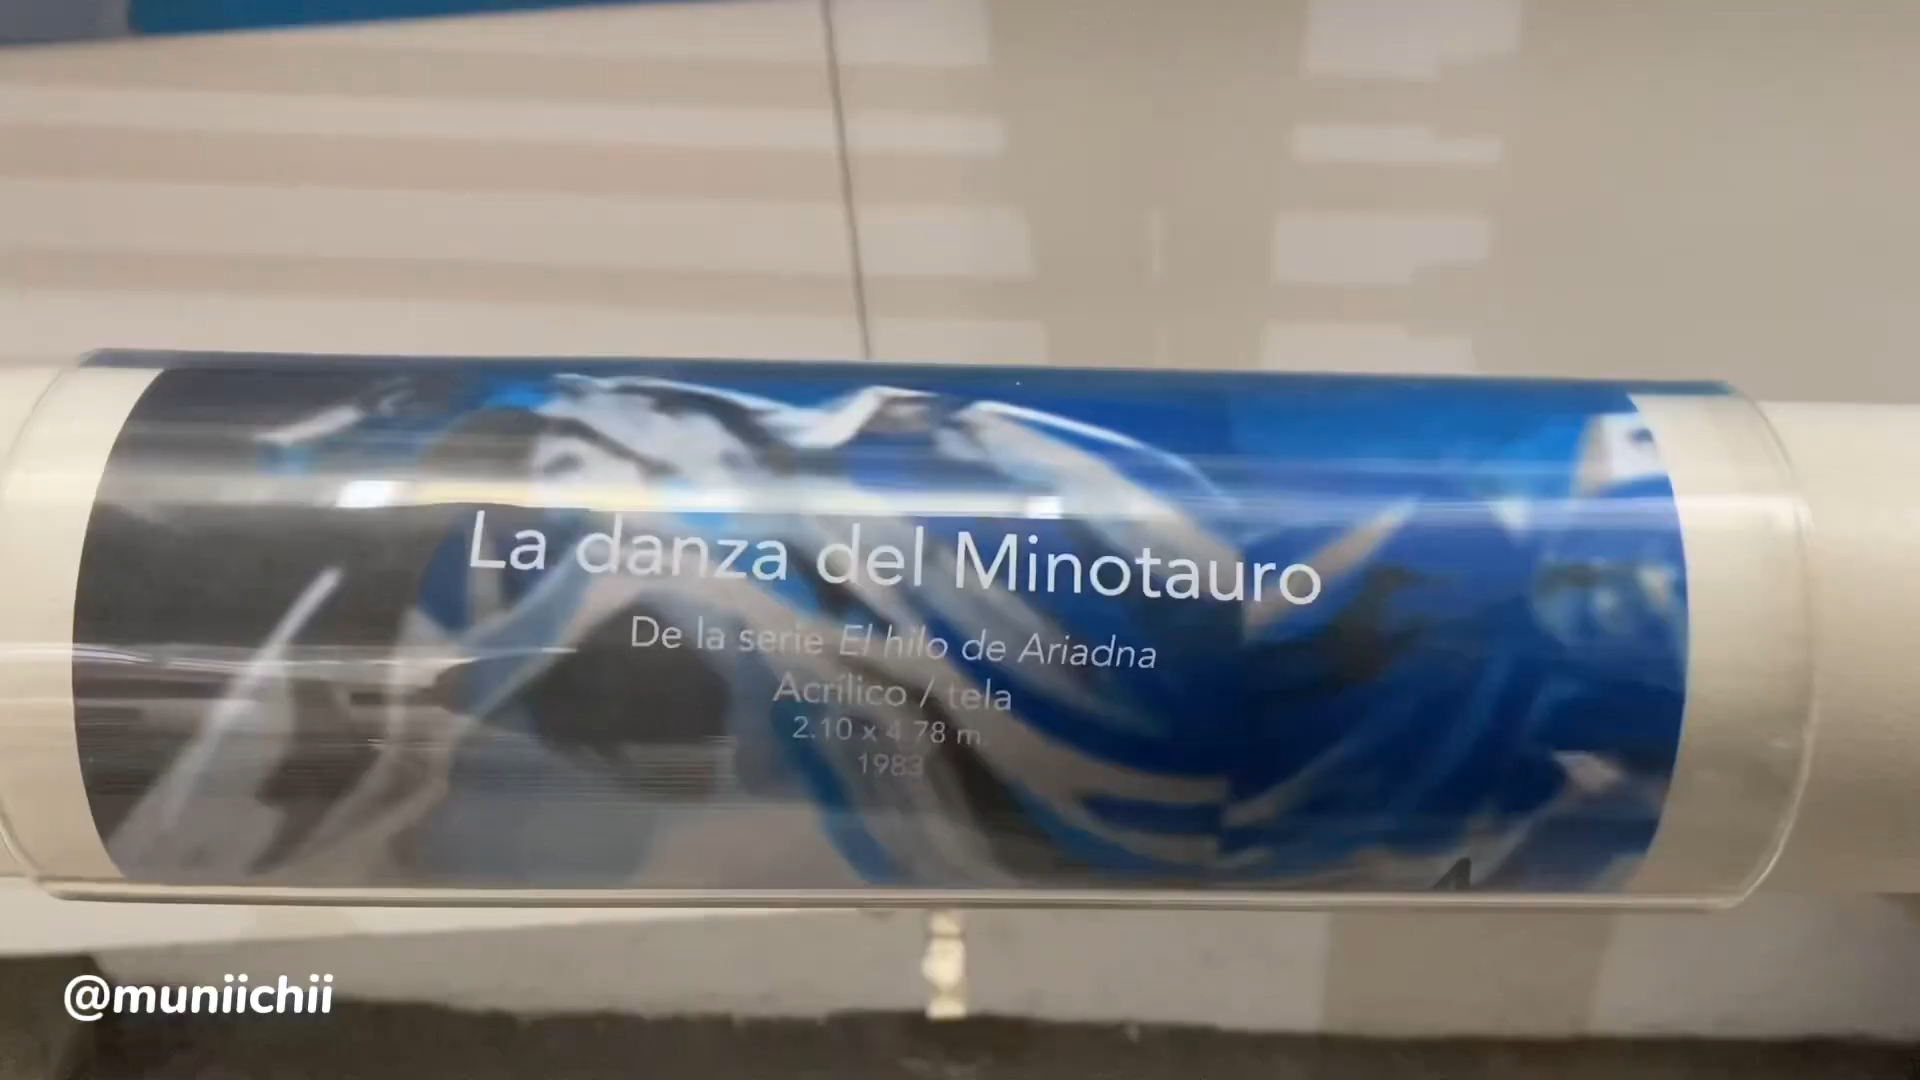 La danza del Minotauro
De la serie El hilo de Ariadna
Acrílico / tela
2.10 x 4.78 m
1983
@muniichii